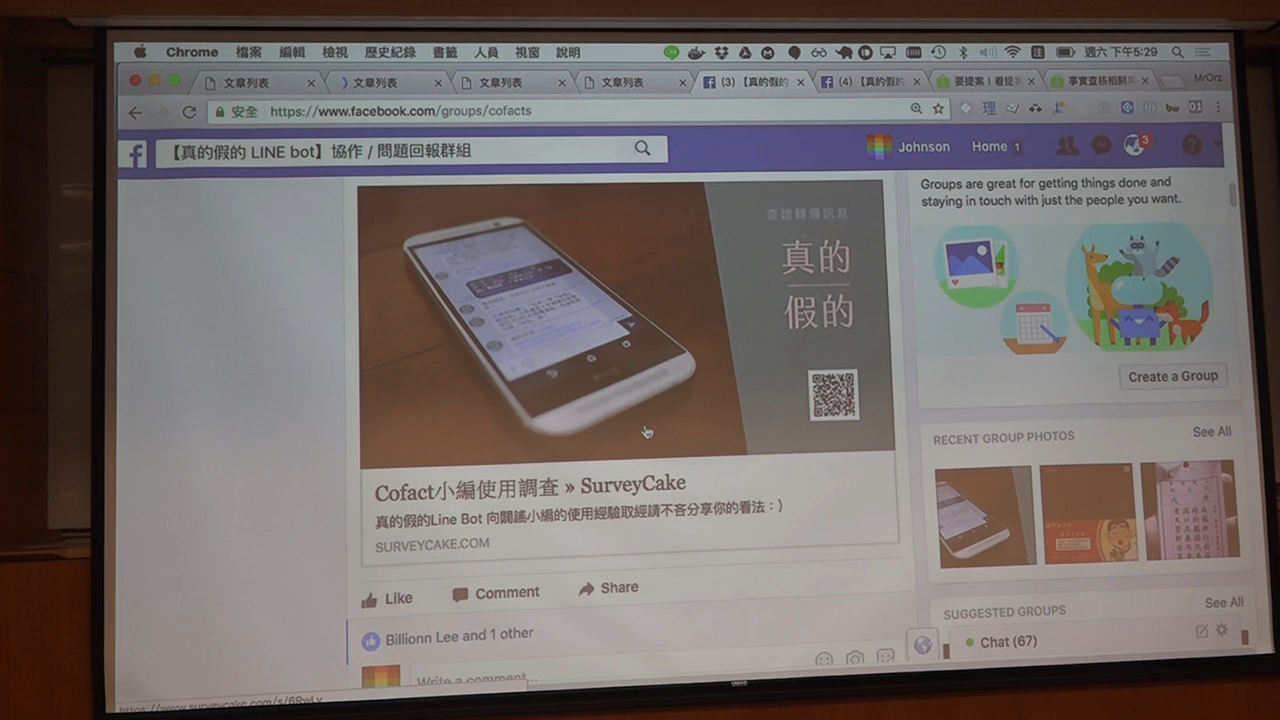 Chrome 檔案 編輯 檢視 歷史紀錄 書籤 人員 視窗 說明 週六 下午5:29
文章列表 文章列表 文章列表 文章列表 (3)【真的假的 (4)【真的假的 要提案!看提案 MrOrz
安全 https://www.facebook.com/groups/cofacts
【真的假的 LINE bot】協作 / 問題回報群組 Johnson Home 1 3
Groups are great for getting things done and
staying in touch with just the people you want.
Create a Group
查證轉傳訊息
真的
假的
hTC
Cofact小編使用調查 » SurveyCake
真的假的Line Bot 向闢謠小編的使用經驗取經請不吝分享你的看法：)
SURVEYCAKE.COM
Like Comment Share
Billionn Lee and 1 other
Write a comment...
RECENT GROUP PHOTOS See All
SUGGESTED GROUPS See All
Chat (67)